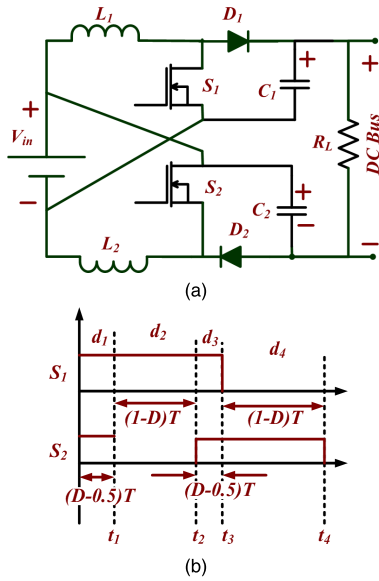 L1 D1
+
S1 C1 +
+
Vin RL DC Bus
S2
−
C2 +
−
L2 D2 −
(a)
d1 d2 d3 d4
S1
(1-D)T (1-D)T
S2
(D-0.5)T (D-0.5)T
t1 t2 t3 t4
(b)